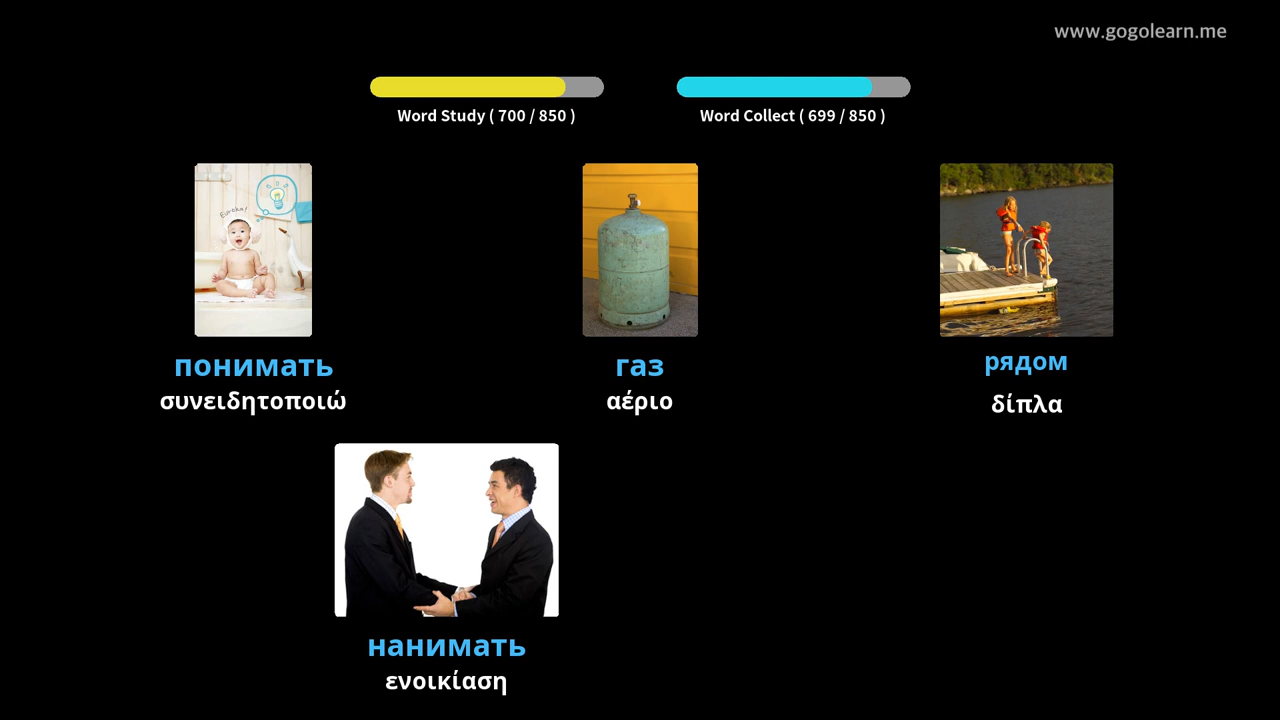 www.gogolearn.me
Word Study ( 700 / 850 )
Word Collect ( 699 / 850 )
Eureka!
понимать
συνειδητοποιώ
газ
αέριο
рядом
δίπλα
нанимать
ενοικίαση